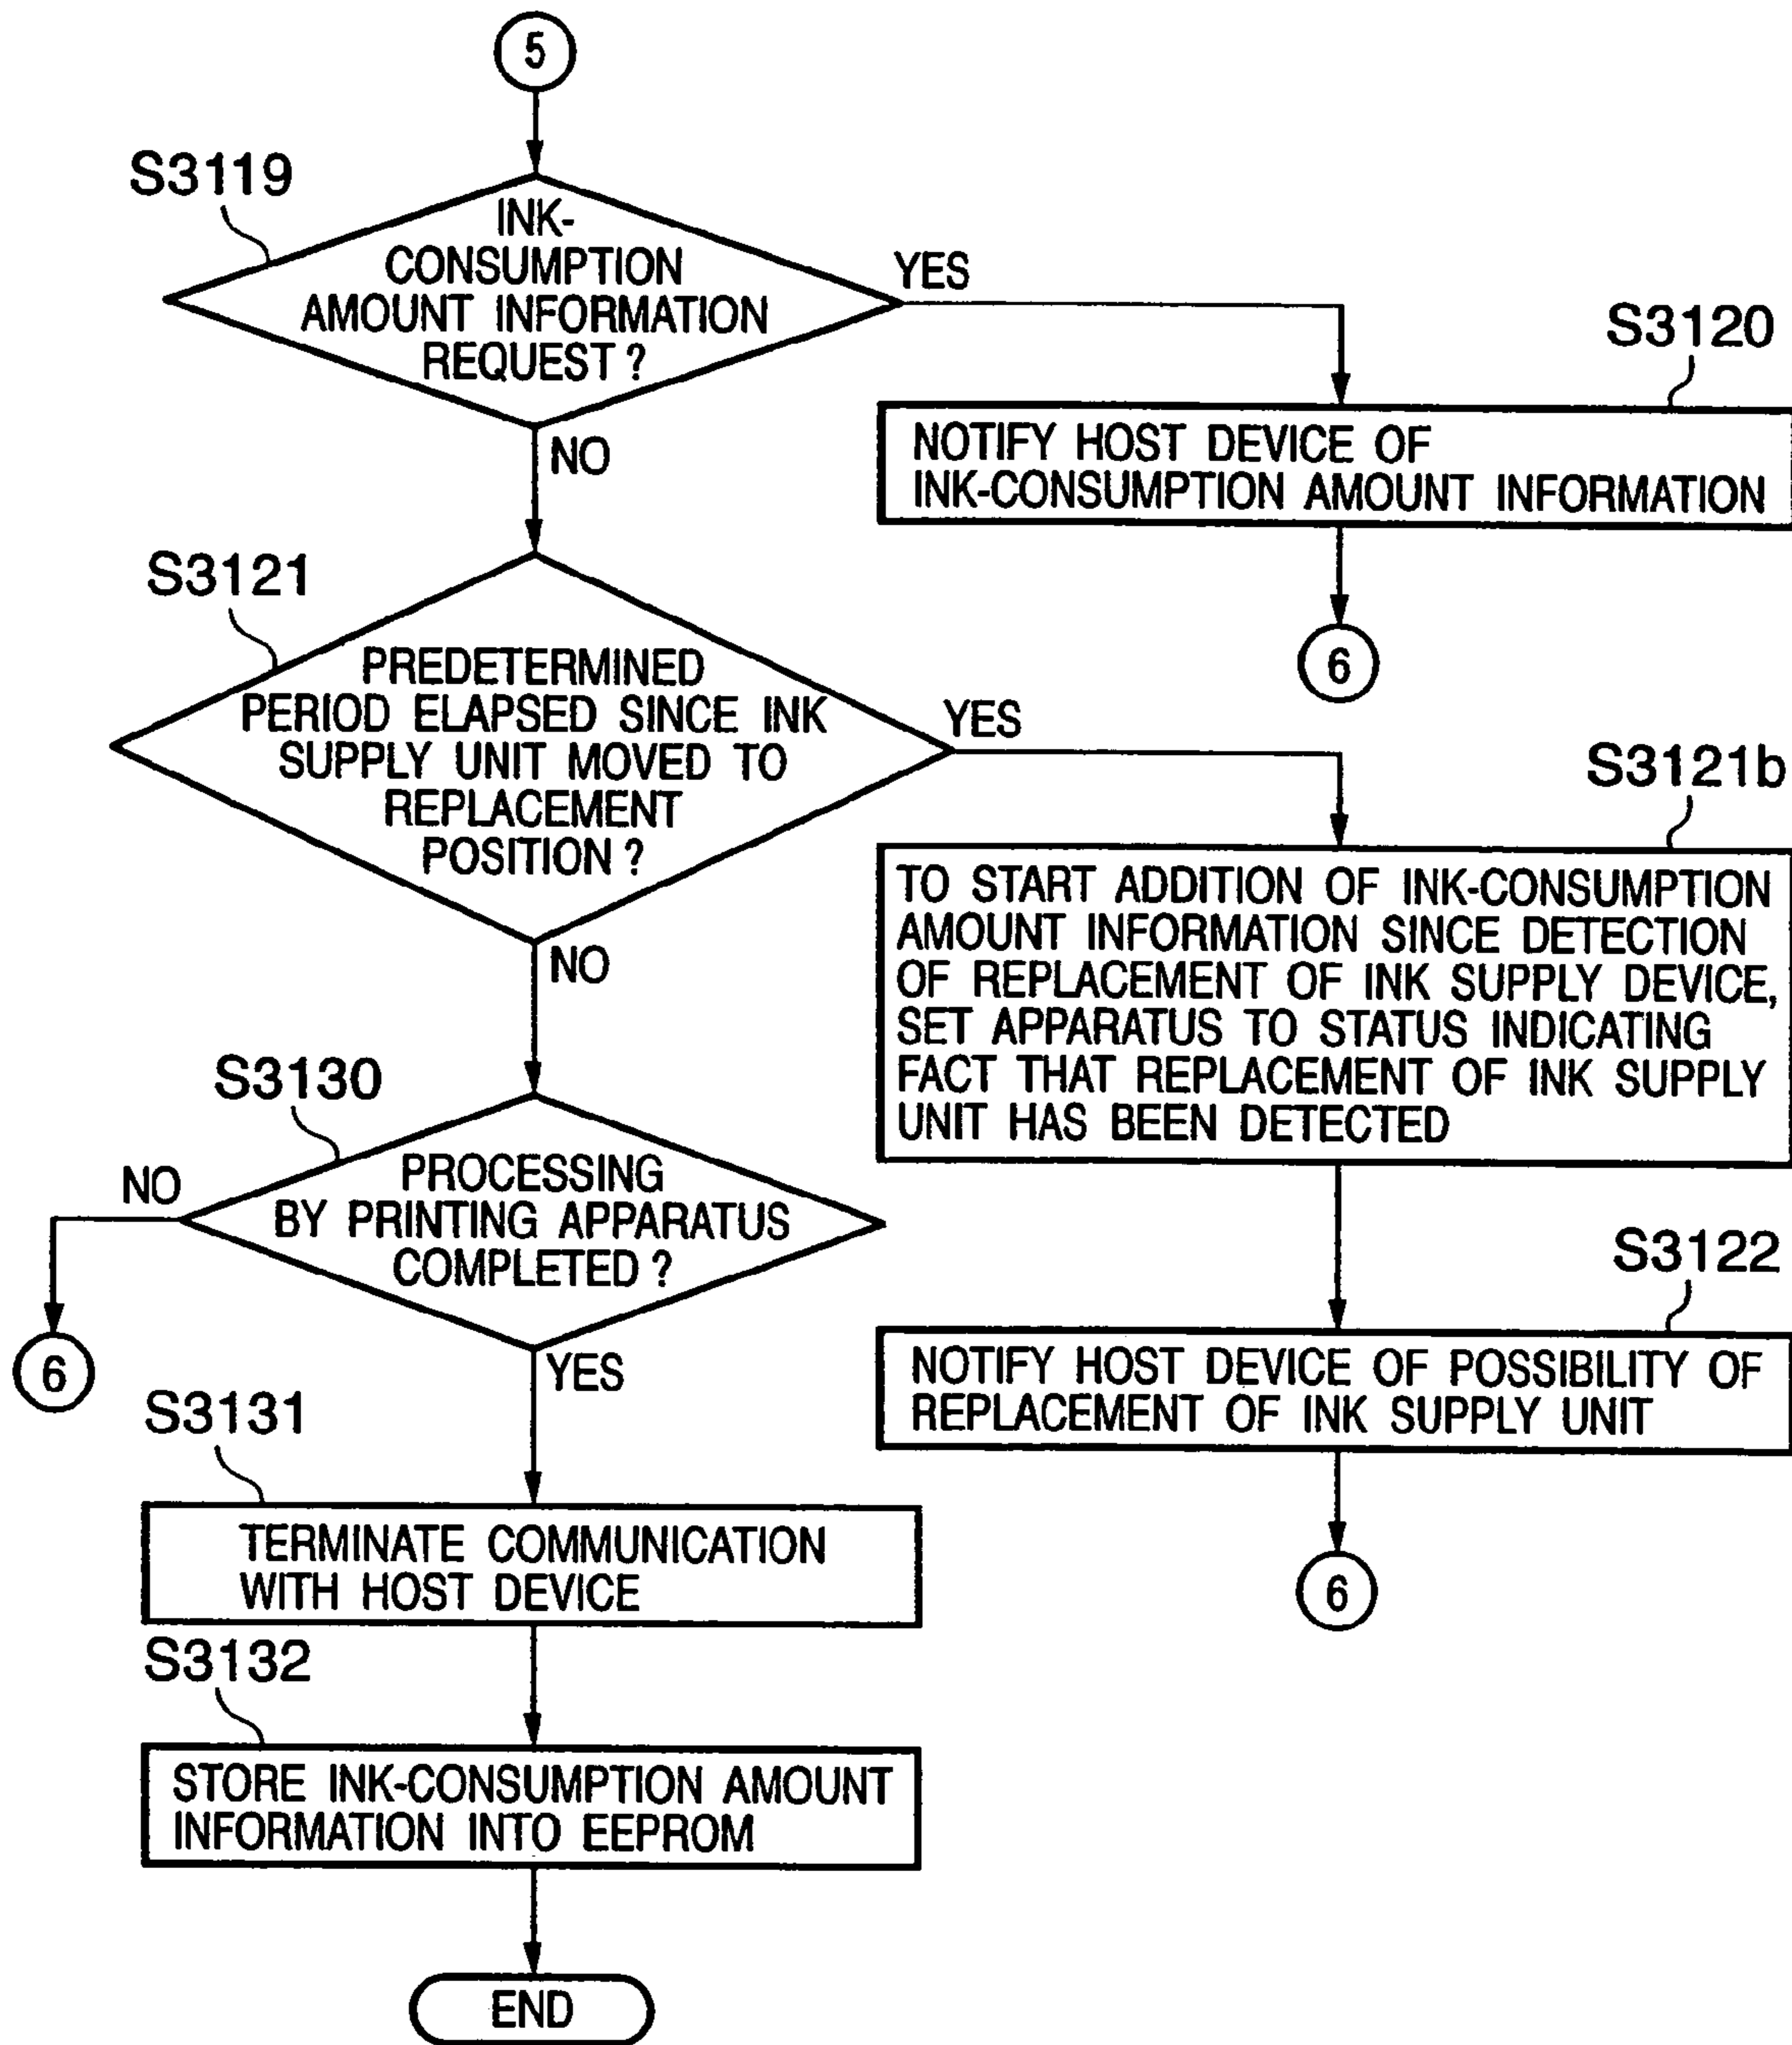 5
S3119
INK-
CONSUMPTION
AMOUNT INFORMATION
REQUEST ?
YES
NO
S3120
NOTIFY HOST DEVICE OF
INK-CONSUMPTION AMOUNT INFORMATION
6
S3121
PREDETERMINED
PERIOD ELAPSED SINCE INK
SUPPLY UNIT MOVED TO
REPLACEMENT
POSITION ?
YES
NO
S3121b
TO START ADDITION OF INK-CONSUMPTION
AMOUNT INFORMATION SINCE DETECTION
OF REPLACEMENT OF INK SUPPLY DEVICE,
SET APPARATUS TO STATUS INDICATING
FACT THAT REPLACEMENT OF INK SUPPLY
UNIT HAS BEEN DETECTED
S3122
NOTIFY HOST DEVICE OF POSSIBILITY OF
REPLACEMENT OF INK SUPPLY UNIT
6
S3130
PROCESSING
BY PRINTING APPARATUS
COMPLETED ?
NO
6
YES
S3131
TERMINATE COMMUNICATION
WITH HOST DEVICE
S3132
STORE INK-CONSUMPTION AMOUNT
INFORMATION INTO EEPROM
END